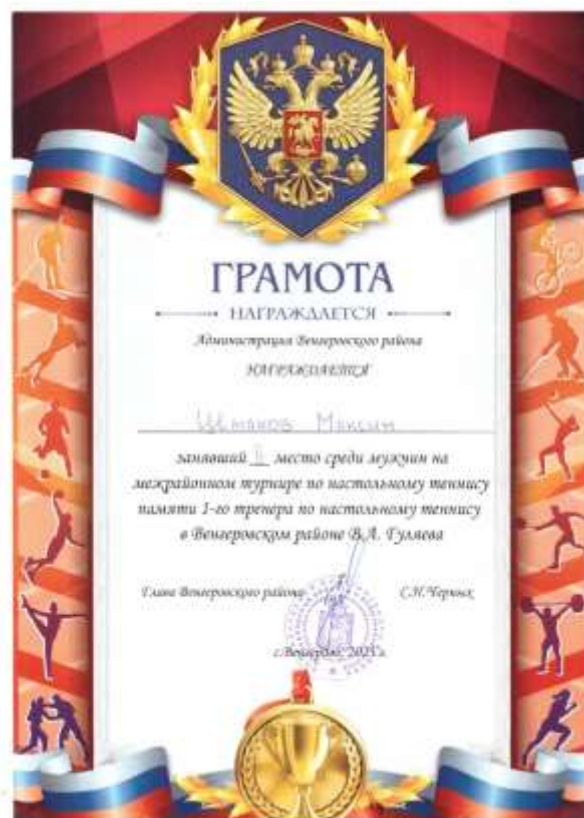 ГРАМОТА
НАГРАЖДАЕТСЯ
Администрация Венгеровского района
НАГРАЖДАЕТСЯ
Максим
занявший II место среди мужчин на
межрайонном турнире по настольному теннису
памяти 1-го тренера по настольному теннису
в Венгеровском районе В.А. Гуляева
Глава Венгеровского района С.Н.Черных
с.Венгерово,